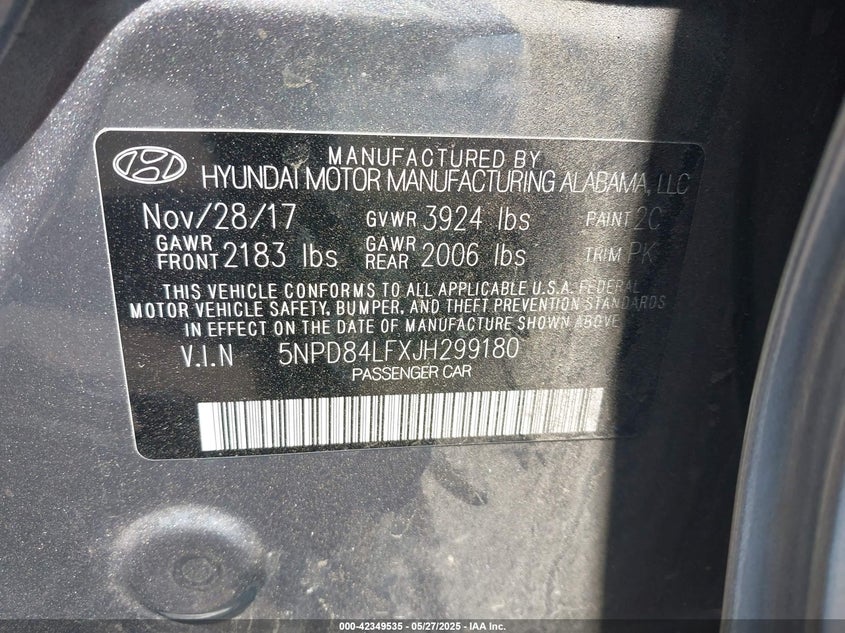 MANUFACTURED BY
HYUNDAI MOTOR MANUFACTURING ALABAMA, LLC
Nov/28/17 GVWR 3924 lbs PAINT 2C
GAWR FRONT 2183 lbs GAWR REAR 2006 lbs TRIM PK
THIS VEHICLE CONFORMS TO ALL APPLICABLE U.S.A. FEDERAL
MOTOR VEHICLE SAFETY, BUMPER, AND THEFT PREVENTION STANDARDS
IN EFFECT ON THE DATE OF MANUFACTURE SHOWN ABOVE.
V.I.N 5NPD84LFXJH299180
PASSENGER CAR
000-42349535 - 05/27/2025 - IAA Inc.